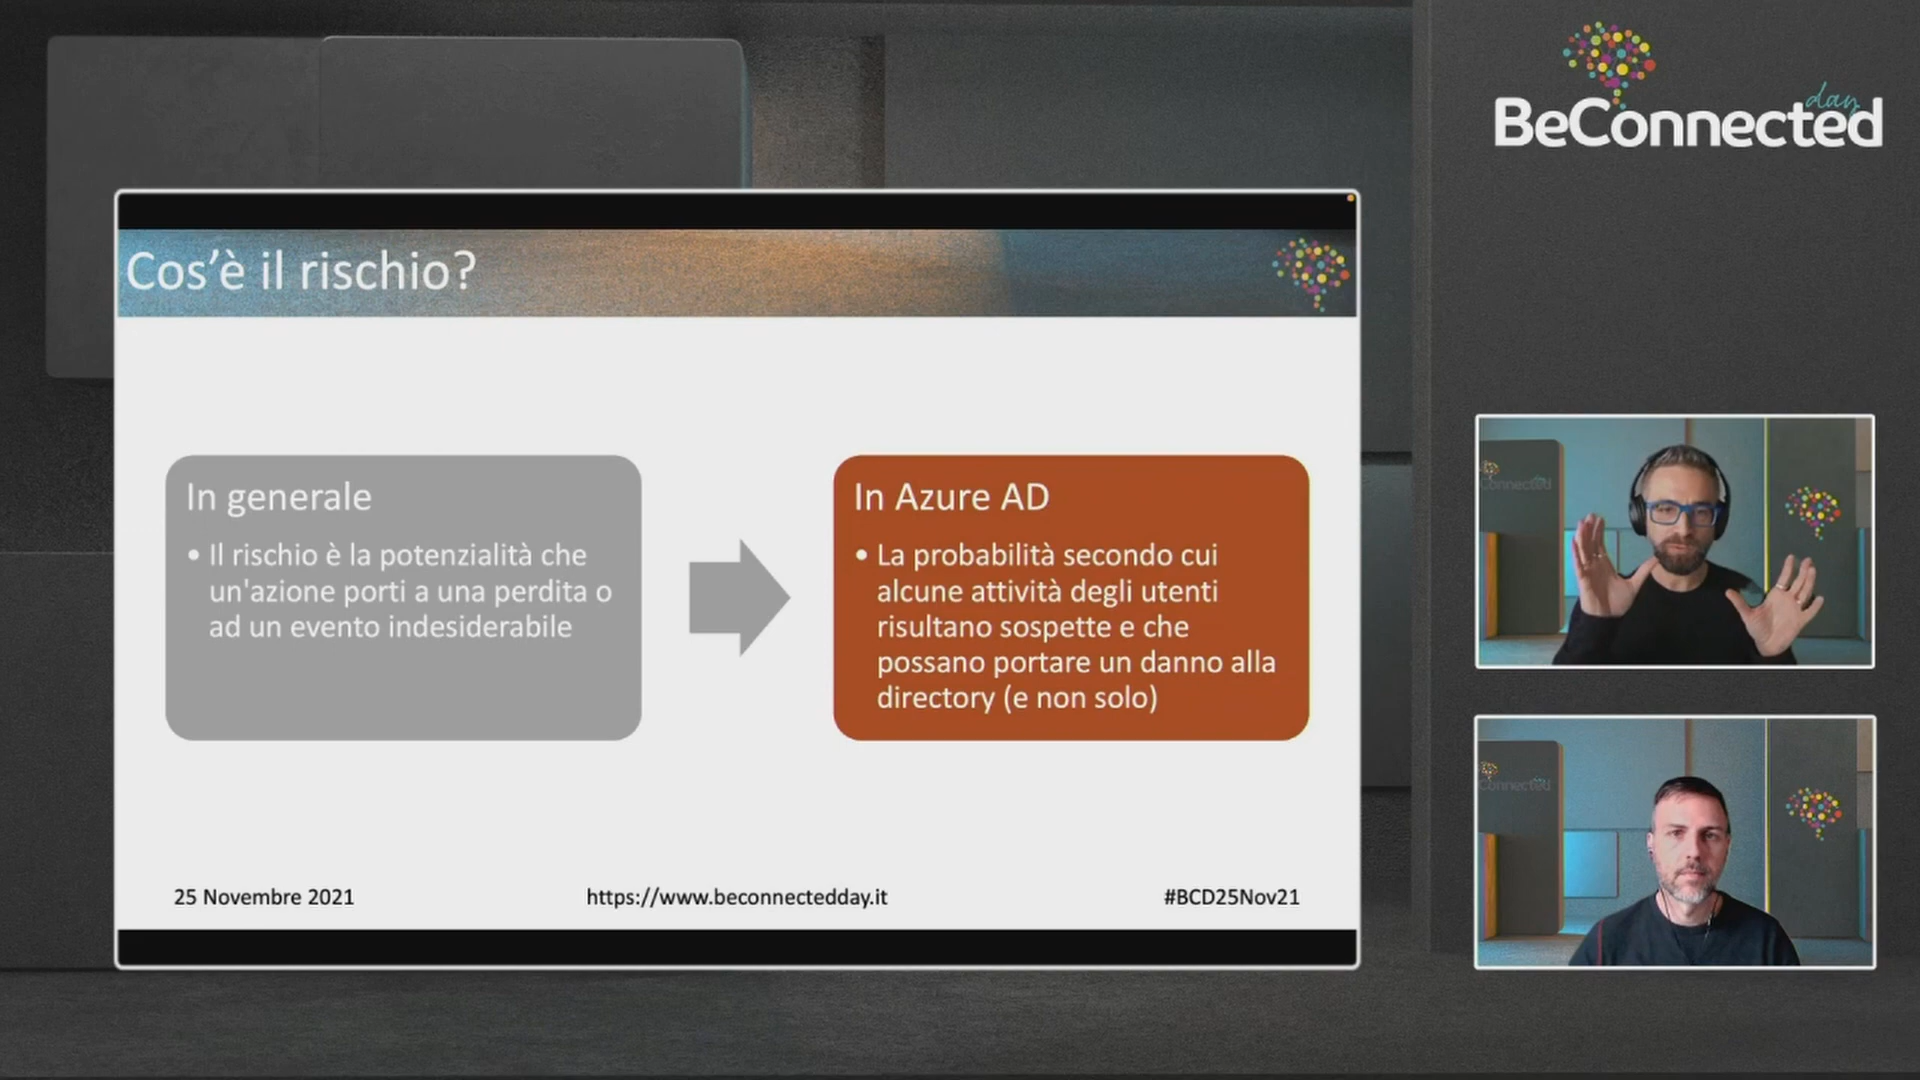 day
BeConnected
Cos'è il rischio?
In generale
• Il rischio è la potenzialità che
un'azione porti a una perdita o
ad un evento indesiderabile
In Azure AD
• La probabilità secondo cui
alcune attività degli utenti
risultano sospette e che
possano portare un danno alla
directory (e non solo)
25 Novembre 2021
https://www.beconnectedday.it
#BCD25Nov21
Connected
Connected